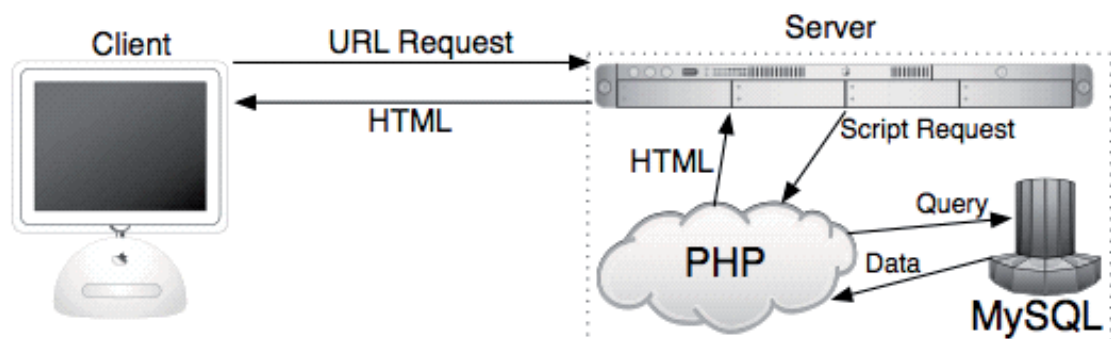 Client
URL Request
Server
HTML
Script Request
HTML
Query
PHP
Data
MySQL